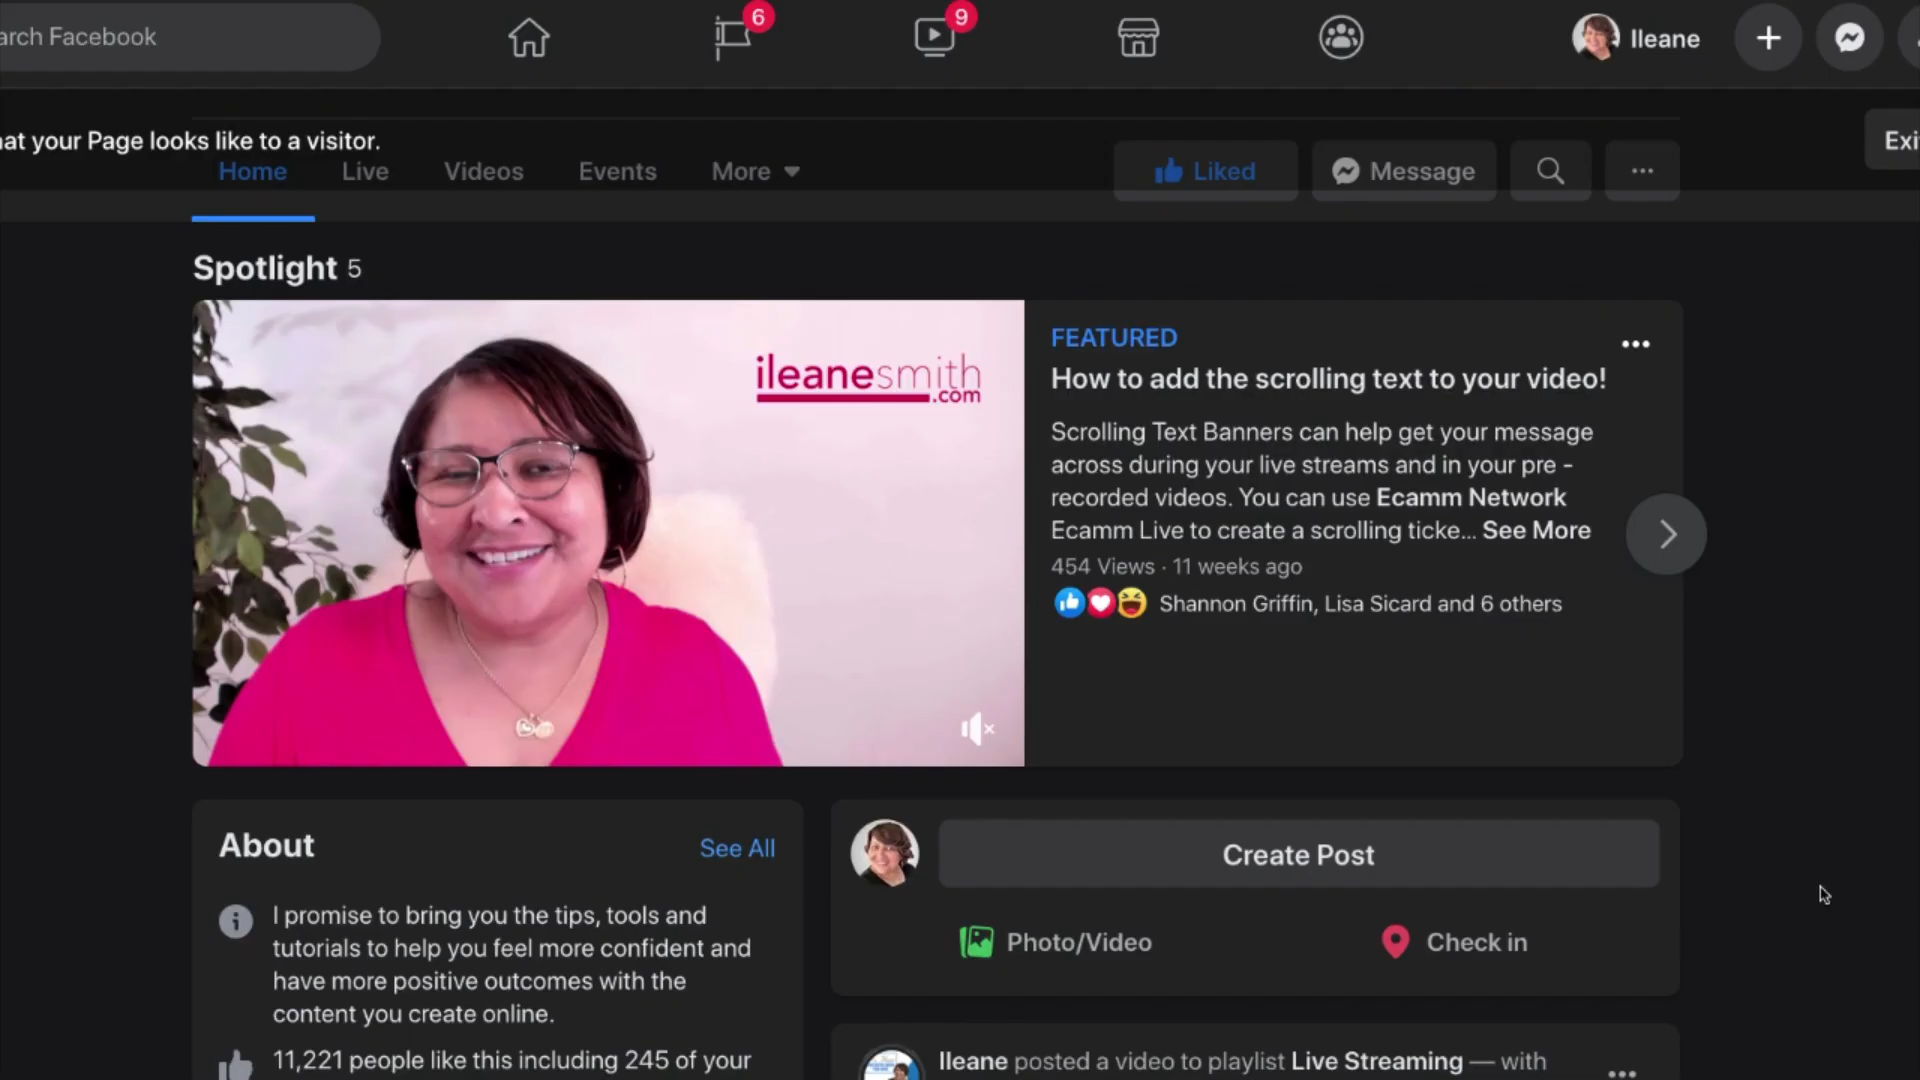 arch Facebook
6
9
Ileane
at your Page looks like to a visitor.
Exi
Home
Live
Videos
Events
More
Liked
Message
Spotlight 5
ileanesmith
.com
FEATURED
How to add the scrolling text to your video!
Scrolling Text Banners can help get your message
across during your live streams and in your pre -
recorded videos. You can use Ecamm Network
Ecamm Live to create a scrolling ticke... See More
454 Views · 11 weeks ago
Shannon Griffin, Lisa Sicard and 6 others
About
See All
I promise to bring you the tips, tools and
tutorials to help you feel more confident and
have more positive outcomes with the
content you create online.
11,221 people like this including 245 of your
Create Post
Photo/Video
Check in
Ileane posted a video to playlist Live Streaming — with